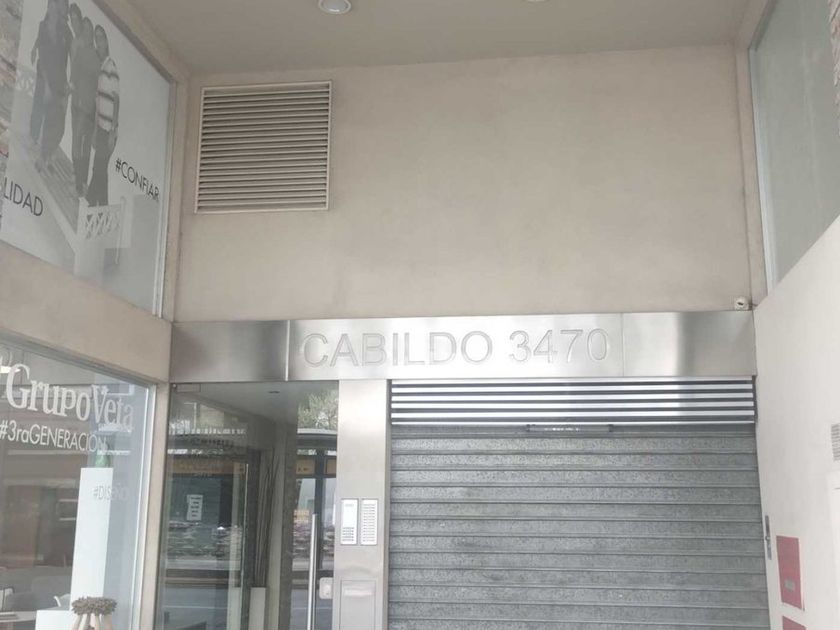 #CONFIAR
LIDAD
CABILDO 3470
GrupoVeta
#3raGENERACIÓN
#DISEÑO